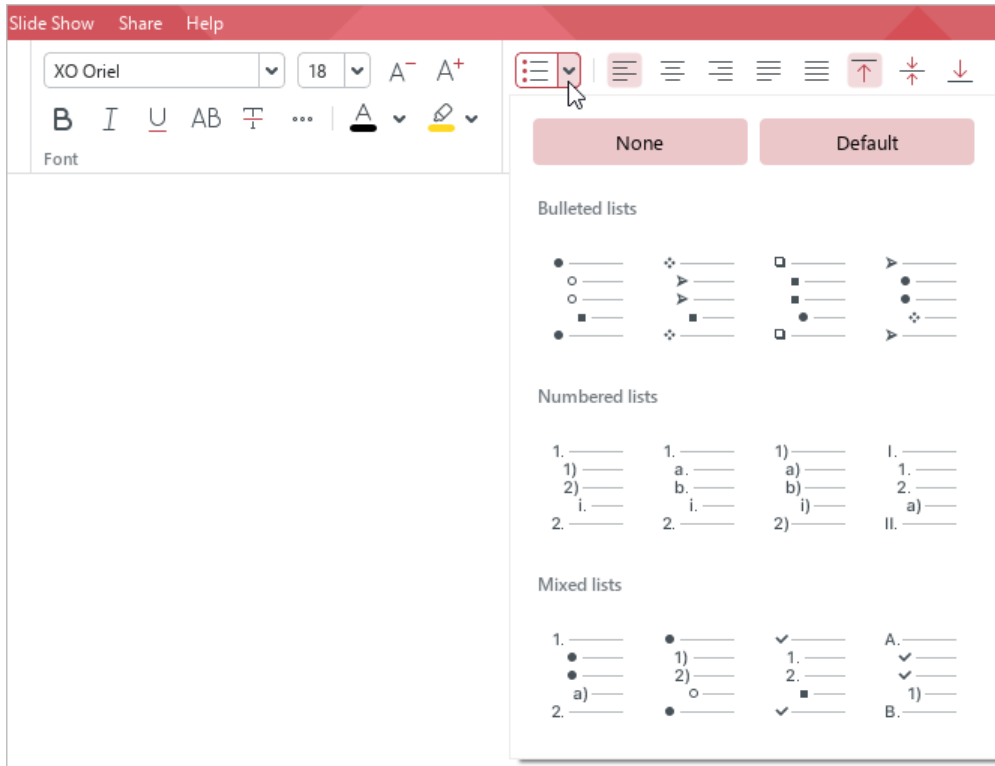 Slide Show Share Help
XO Oriel 18 A− A+
B I U AB T ... A
Font
None Default
Bulleted lists
Numbered lists
1. 1. 1) I.
1) a. a) 1.
2) b. b) 2.
i. i. i) a)
2. 2. 2) II.
Mixed lists
1. A.
1) 1.
2) 2.
a) 1)
2. B.